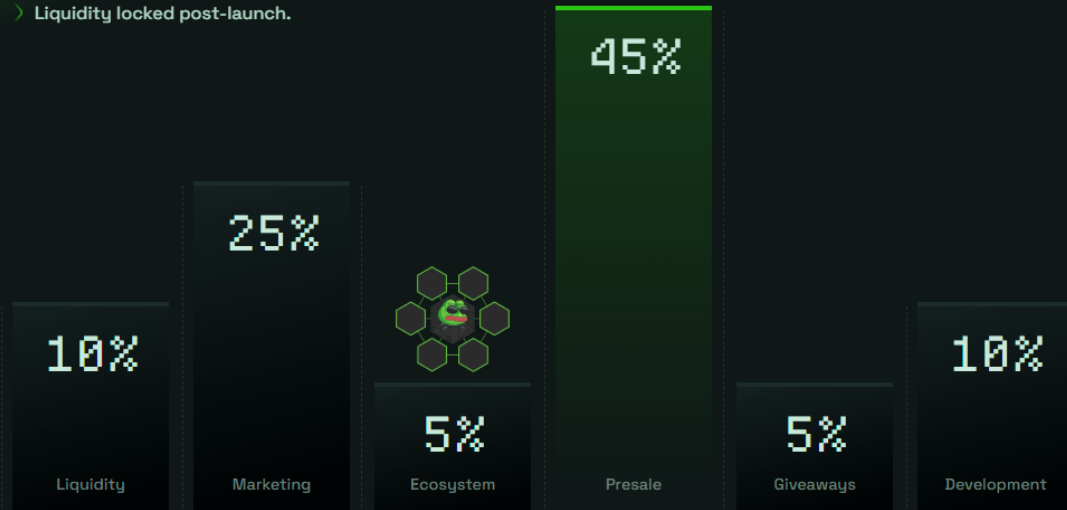 Liquidity locked post-launch.
45%
25%
10%
10%
5%
5%
Liquidity
Marketing
Ecosystem
Presale
Giveaways
Development